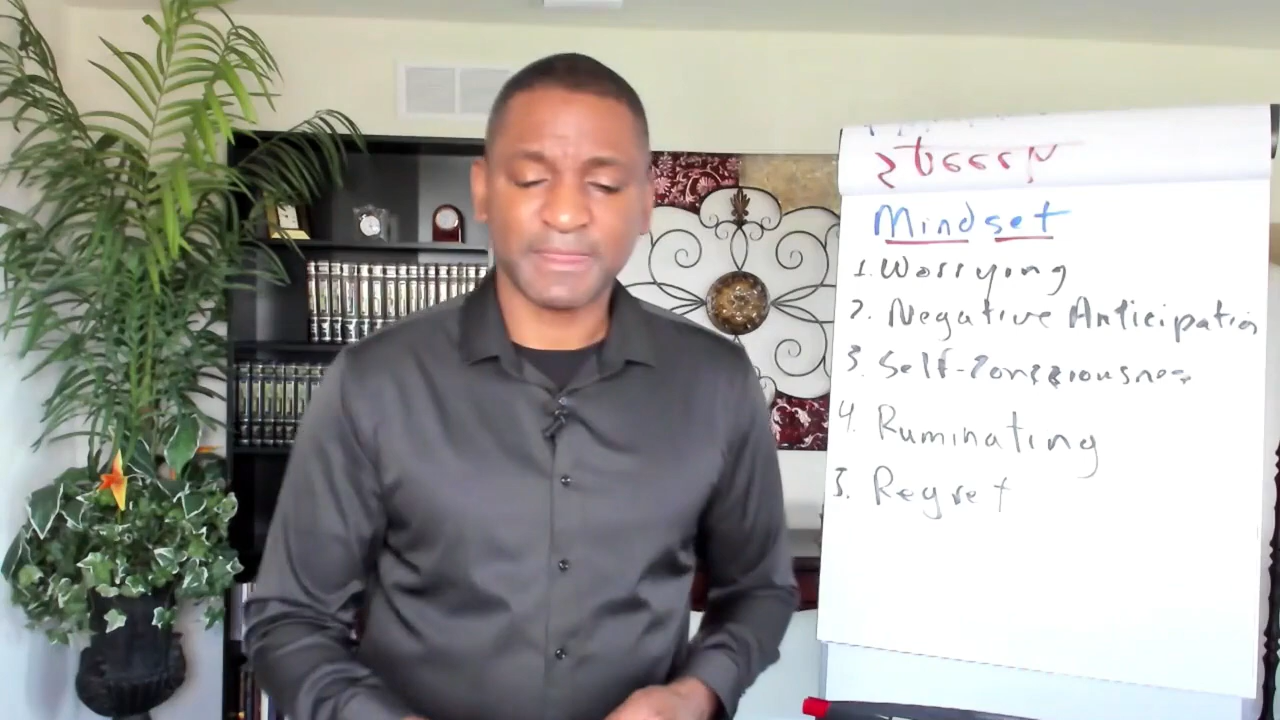 Mindset
1. Worrying
2. Negative Anticipation
3. Self-Consciousness
4. Ruminating
5. Regret